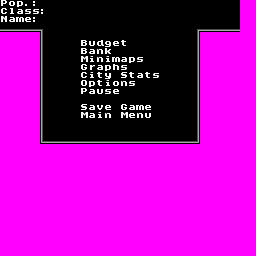 Pop.:
Class:
Name:
Budget
Bank
Minimaps
Graphs
City Stats
Options
Pause
Save Game
Main Menu